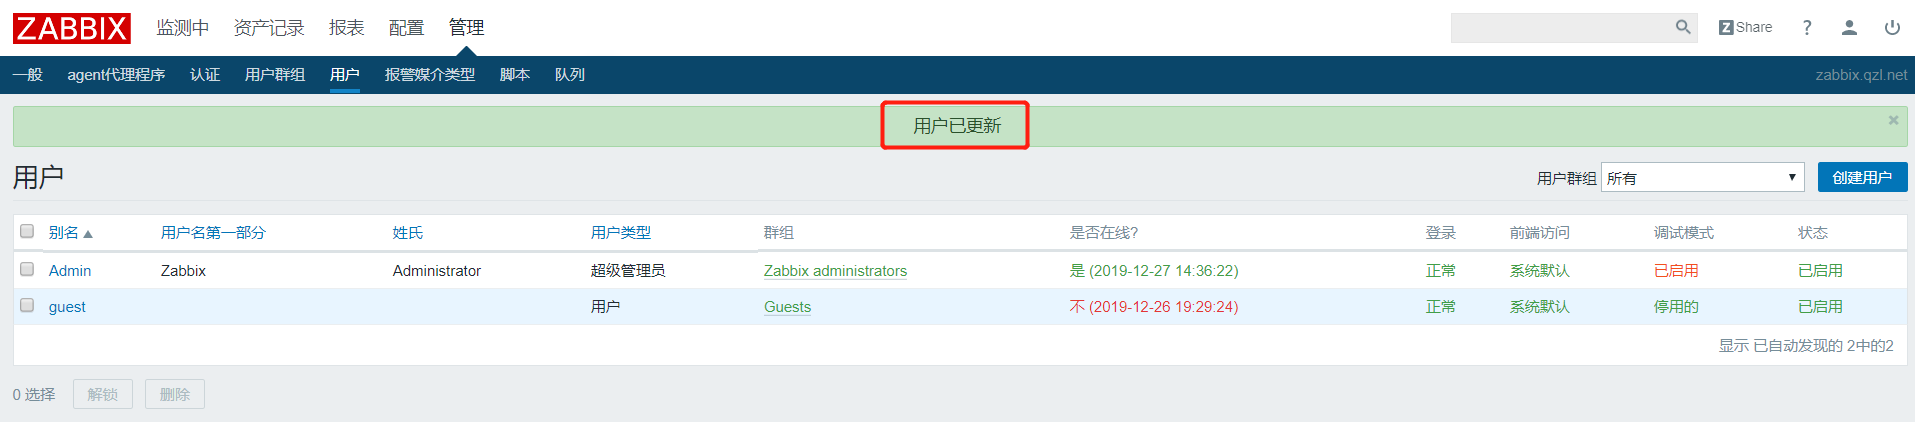 ZABBIX 监测中 资产记录 报表 配置 管理 Z Share ?
一般 agent代理程序 认证 用户群组 用户 报警媒介类型 脚本 队列 zabbix.qzl.net
用户已更新
用户 用户群组 所有 创建用户
别名 用户名第一部分 姓氏 用户类型 群组 是否在线? 登录 前端访问 调试模式 状态
Admin Zabbix Administrator 超级管理员 Zabbix administrators 是 (2019-12-27 14:36:22) 正常 系统默认 已启用 已启用
guest 用户 Guests 不 (2019-12-26 19:29:24) 正常 系统默认 停用的 已启用
显示 已自动发现的 2中的2
0 选择 解锁 删除